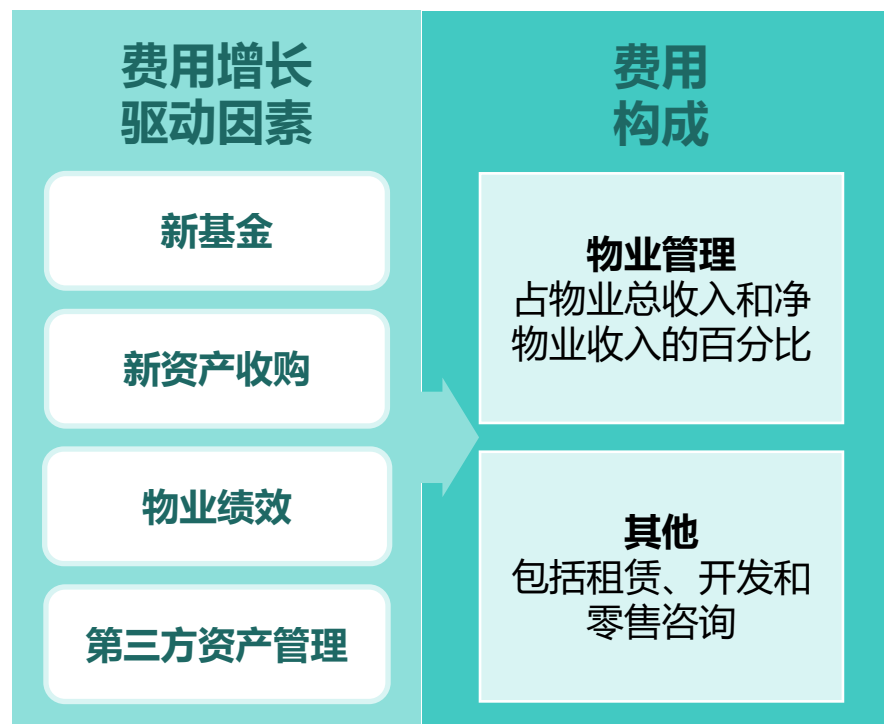 费用增长
驱动因素
新基金
新资产收购
物业绩效
第三方资产管理
费用
构成
物业管理
占物业总收入和净
物业收入的百分比
其他
包括租赁、开发和
零售咨询